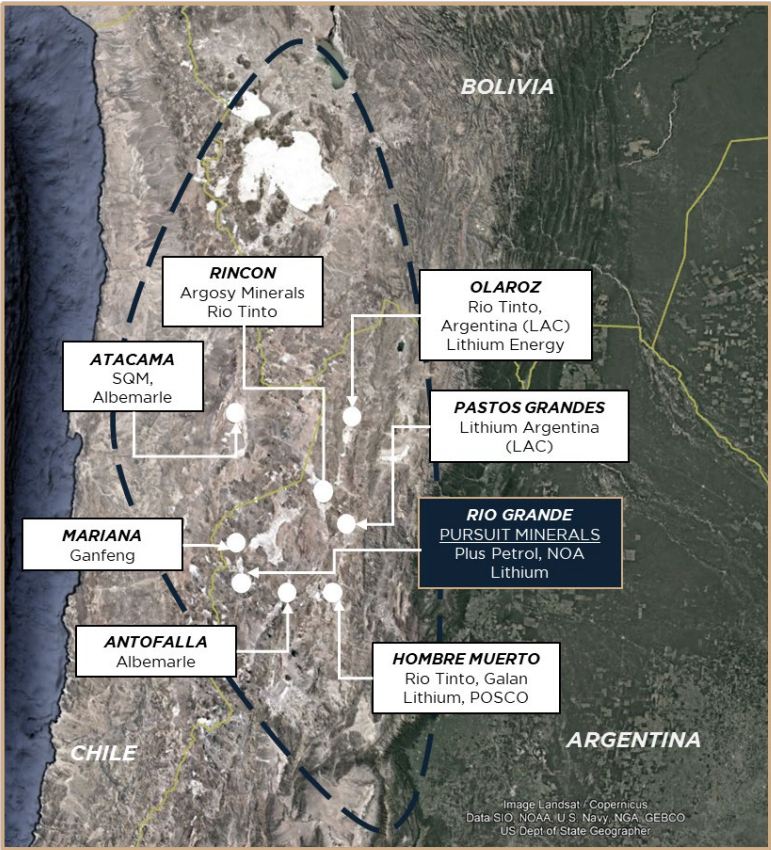 BOLIVIA
RINCON
Argosy Minerals
Rio Tinto
OLAROZ
Rio Tinto,
Argentina (LAC)
Lithium Energy
ATACAMA
SQM,
Albemarle
PASTOS GRANDES
Lithium Argentina
(LAC)
MARIANA
Ganfeng
RIO GRANDE
PURSUIT MINERALS
Plus Petrol, NOA
Lithium
ANTOFALLA
Albemarle
HOMBRE MUERTO
Rio Tinto, Galan
Lithium, POSCO
CHILE
ARGENTINA
Image Landsat / Copernicus
Data SIO, NOAA, U.S. Navy, NGA, GEBCO
US Dept of State Geographer